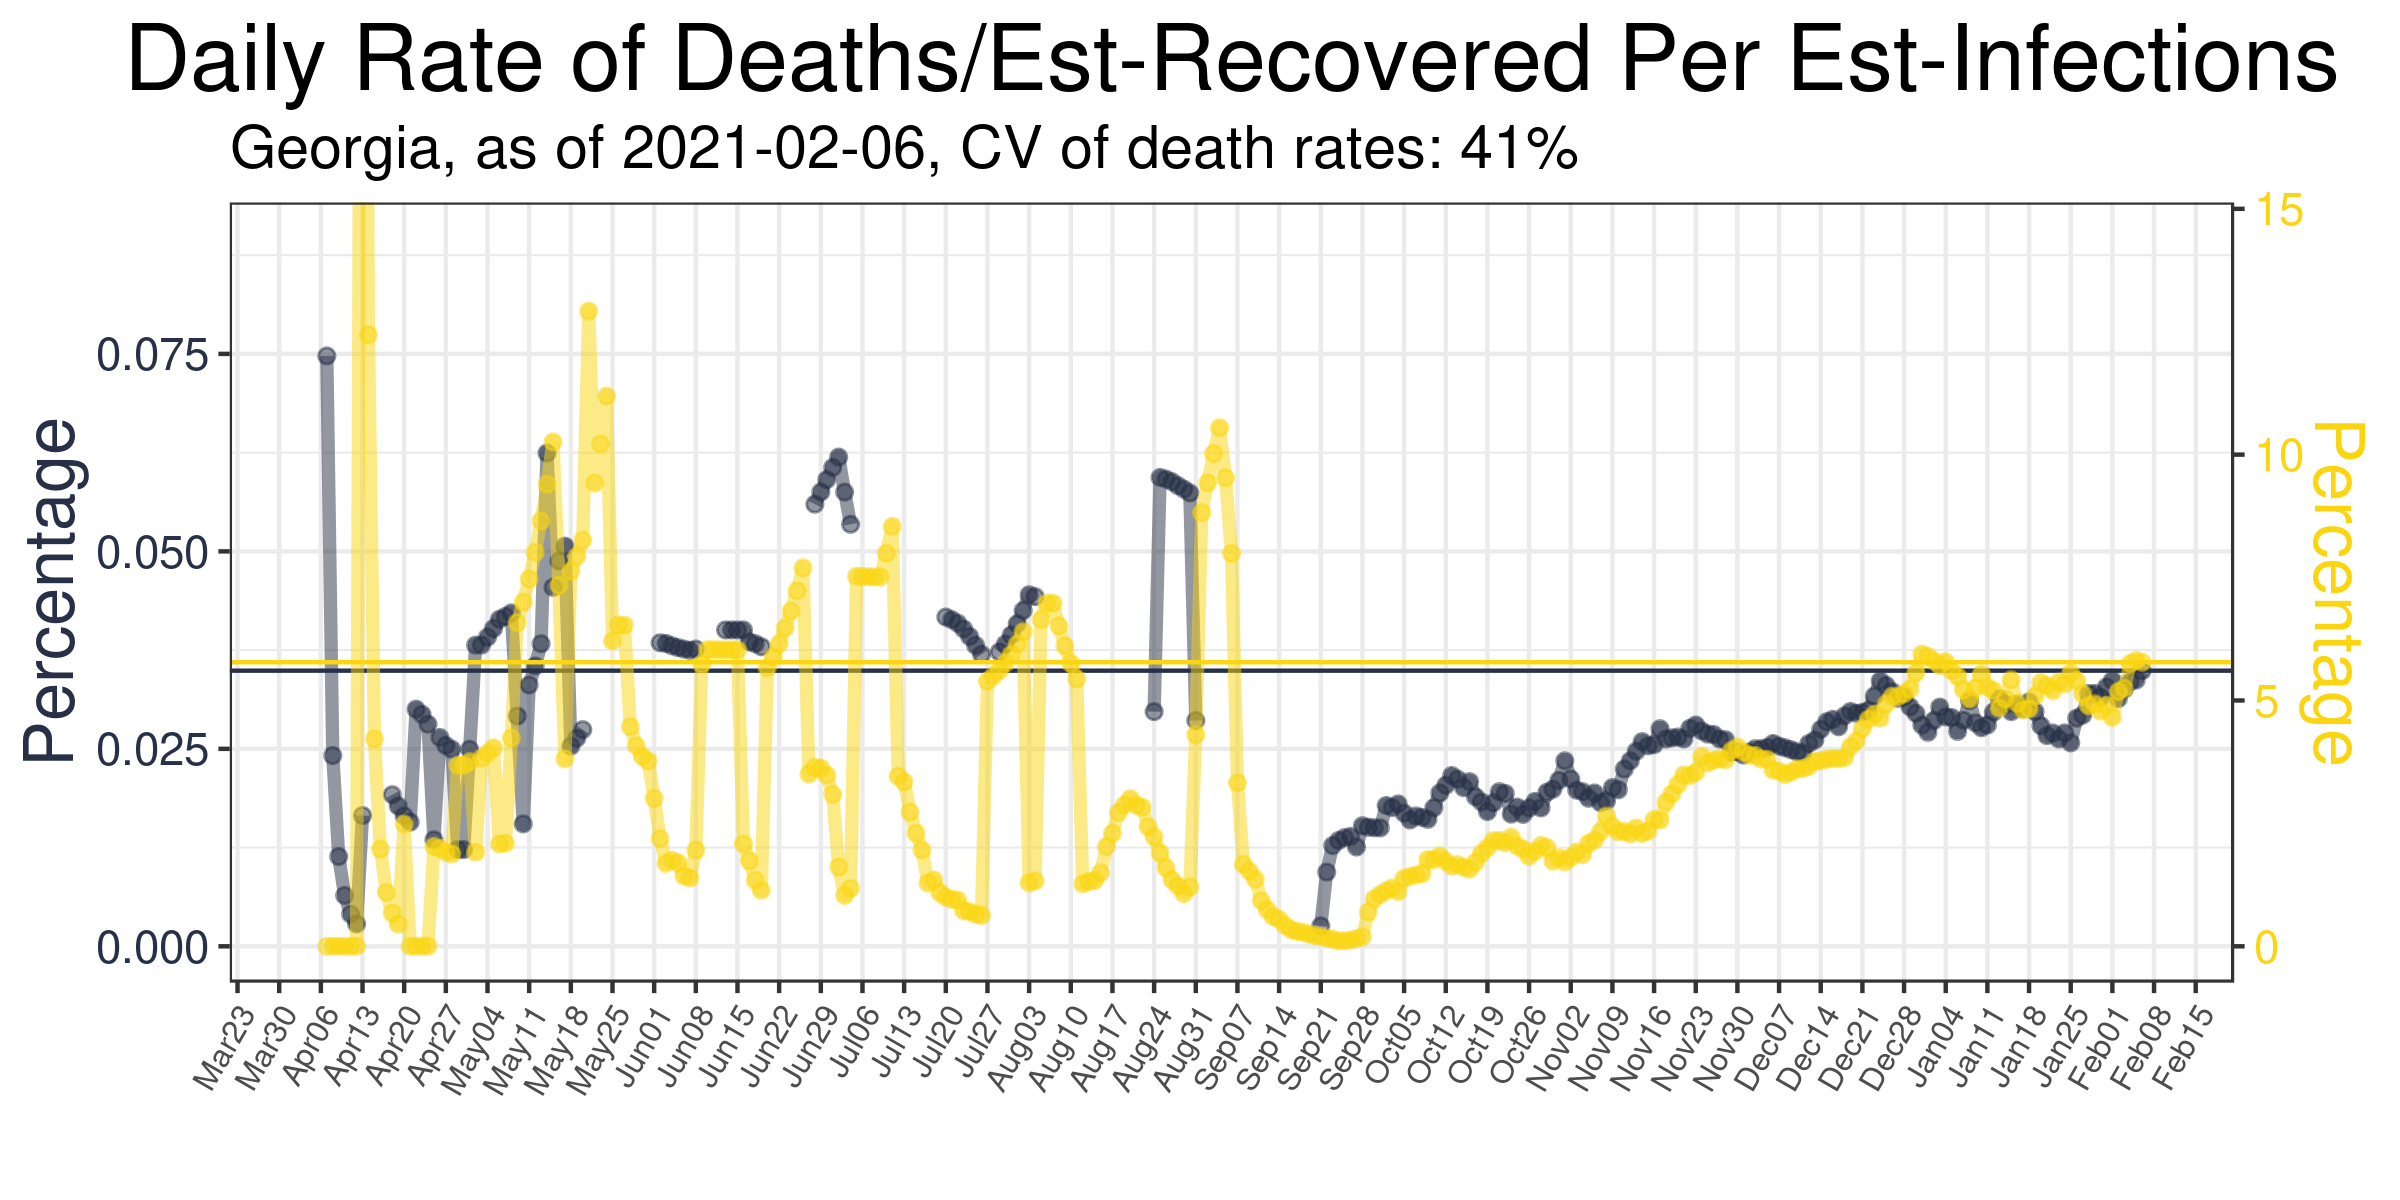 Daily Rate of Deaths/Est-Recovered Per Est-Infections
Georgia, as of 2021-02-06, CV of death rates: 41%
Percentage
0.075
0.050
0.025
0.000
15
10
5
0
Percentage
Mar23
Mar30
Apr06
Apr13
Apr20
Apr27
May04
May11
May18
May25
Jun01
Jun08
Jun15
Jun22
Jun29
Jul06
Jul13
Jul20
Jul27
Aug03
Aug10
Aug17
Aug24
Aug31
Sep07
Sep14
Sep21
Sep28
Oct05
Oct12
Oct19
Oct26
Nov02
Nov09
Nov16
Nov23
Nov30
Dec07
Dec14
Dec21
Dec28
Jan04
Jan11
Jan18
Jan25
Feb01
Feb08
Feb15